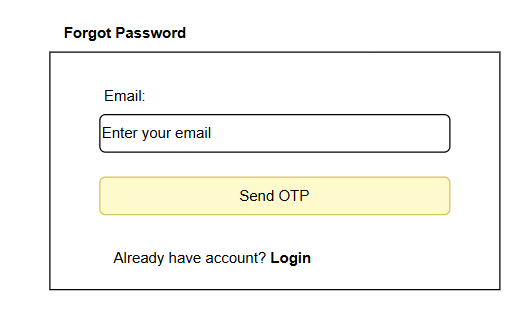 Forgot Password
Email:
Enter your email
Send OTP
Already have account? Login